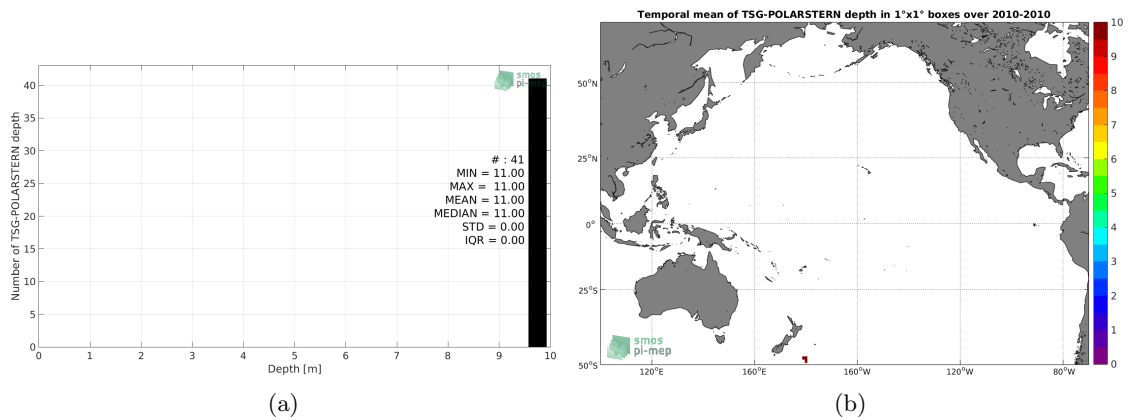 Number of TSG-POLARSTERN depth
40
35
30
25
20
15
10
5
0
0 1 2 3 4 5 6 7 8 9 10
Depth [m]
smos
pi-mep
# : 41
MIN = 11.00
MAX = 11.00
MEAN = 11.00
MEDIAN = 11.00
STD = 0.00
IQR = 0.00
(a)
Temporal mean of TSG-POLARSTERN depth in 1°x1° boxes over 2010-2010
50°N
25°N
0°
25°S
50°S
120°E 160°E 160°W 120°W 80°W
smos
pi-mep
10
9
8
7
6
5
4
3
2
1
0
(b)